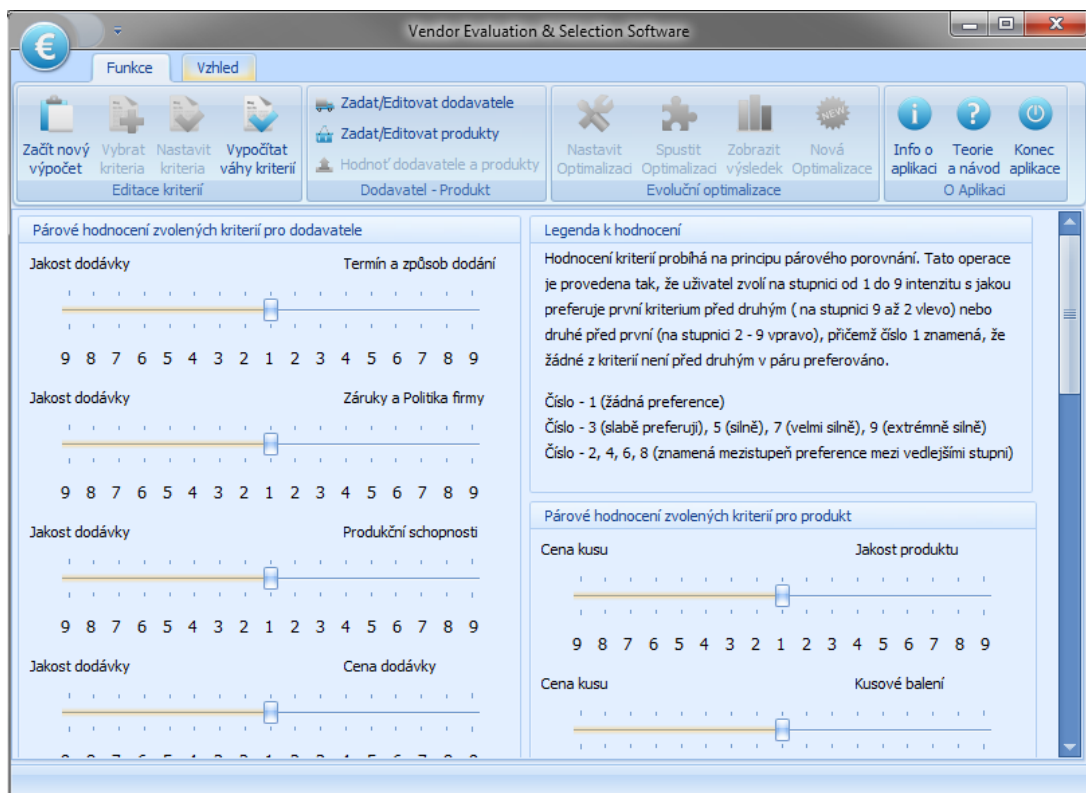 Vendor Evaluation & Selection Software
€
Funkce
Vzhled
Začít nový výpočet
Vybrat kriteria
Nastavit kriteria
Vypočítat váhy kriterií
Editace kriterií
Zadat/Editovat dodavatele
Zadat/Editovat produkty
Hodnoť dodavatele a produkty
Dodavatel - Produkt
Nastavit Optimalizaci
Spustit Optimalizaci
Zobrazit výsledek
NEW
Nová Optimalizace
Evoluční optimalizace
Info o aplikaci
Teorie a návod
Konec aplikace
O Aplikaci
Párové hodnocení zvolených kriterií pro dodavatele
Jakost dodávky Termín a způsob dodání
9 8 7 6 5 4 3 2 1 2 3 4 5 6 7 8 9
Jakost dodávky Záruky a Politika firmy
9 8 7 6 5 4 3 2 1 2 3 4 5 6 7 8 9
Jakost dodávky Produkční schopnosti
9 8 7 6 5 4 3 2 1 2 3 4 5 6 7 8 9
Jakost dodávky Cena dodávky
Legenda k hodnocení
Hodnocení kriterií probíhá na principu párového porovnání. Tato operace
je provedena tak, že uživatel zvolí na stupnici od 1 do 9 intenzitu s jakou
preferuje první kriterium před druhým ( na stupnici 9 až 2 vlevo) nebo
druhé před první (na stupnici 2 - 9 vpravo), přičemž číslo 1 znamená, že
žádné z kriterií není před druhým v páru preferováno.
Číslo - 1 (žádná preference)
Číslo - 3 (slabě preferuji), 5 (silně), 7 (velmi silně), 9 (extrémně silně)
Číslo - 2, 4, 6, 8 (znamená mezistupeň preference mezi vedlejšími stupni)
Párové hodnocení zvolených kriterií pro produkt
Cena kusu Jakost produktu
9 8 7 6 5 4 3 2 1 2 3 4 5 6 7 8 9
Cena kusu Kusové balení